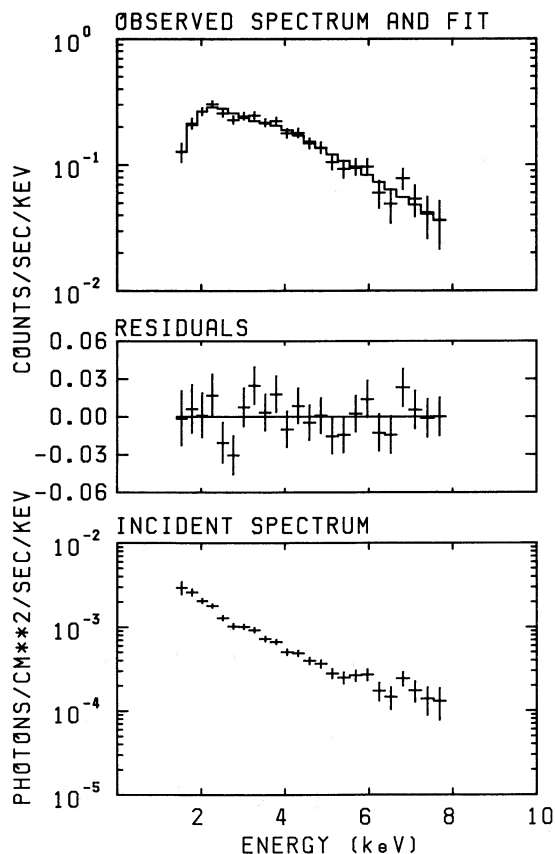 OBSERVED SPECTRUM AND FIT
10^0
10^-1
10^-2
COUNTS/SEC/KEV
RESIDUALS
0.06
0.03
0.00
-0.03
-0.06
INCIDENT SPECTRUM
10^-2
10^-3
10^-4
10^-5
PHOTONS/CM**2/SEC/KEV
2 4 6 8 10
ENERGY (keV)